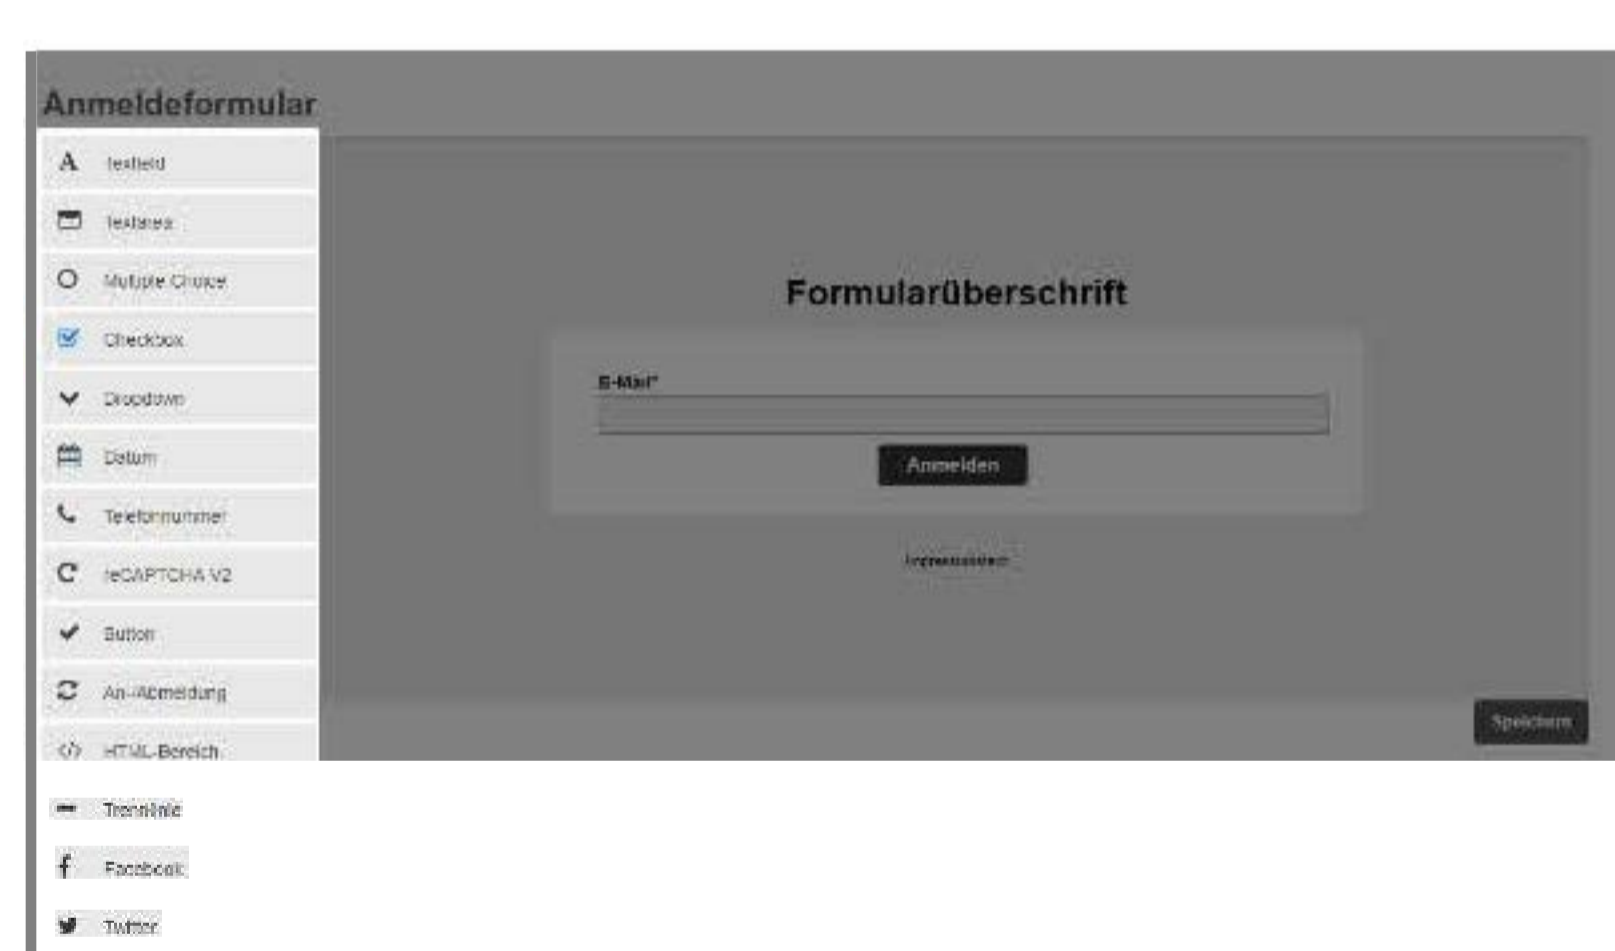 Anmeldeformular
Textfeld
Textarea
Multiple Choice
Checkbox
Dropdown
Datum
Telefonnummer
reCAPTCHA V2
Button
An-/Abmeldung
HTML-Bereich
Trennlinie
Facebook
Twitter
Formularüberschrift
E-Mail*
Anmelden
Speichern